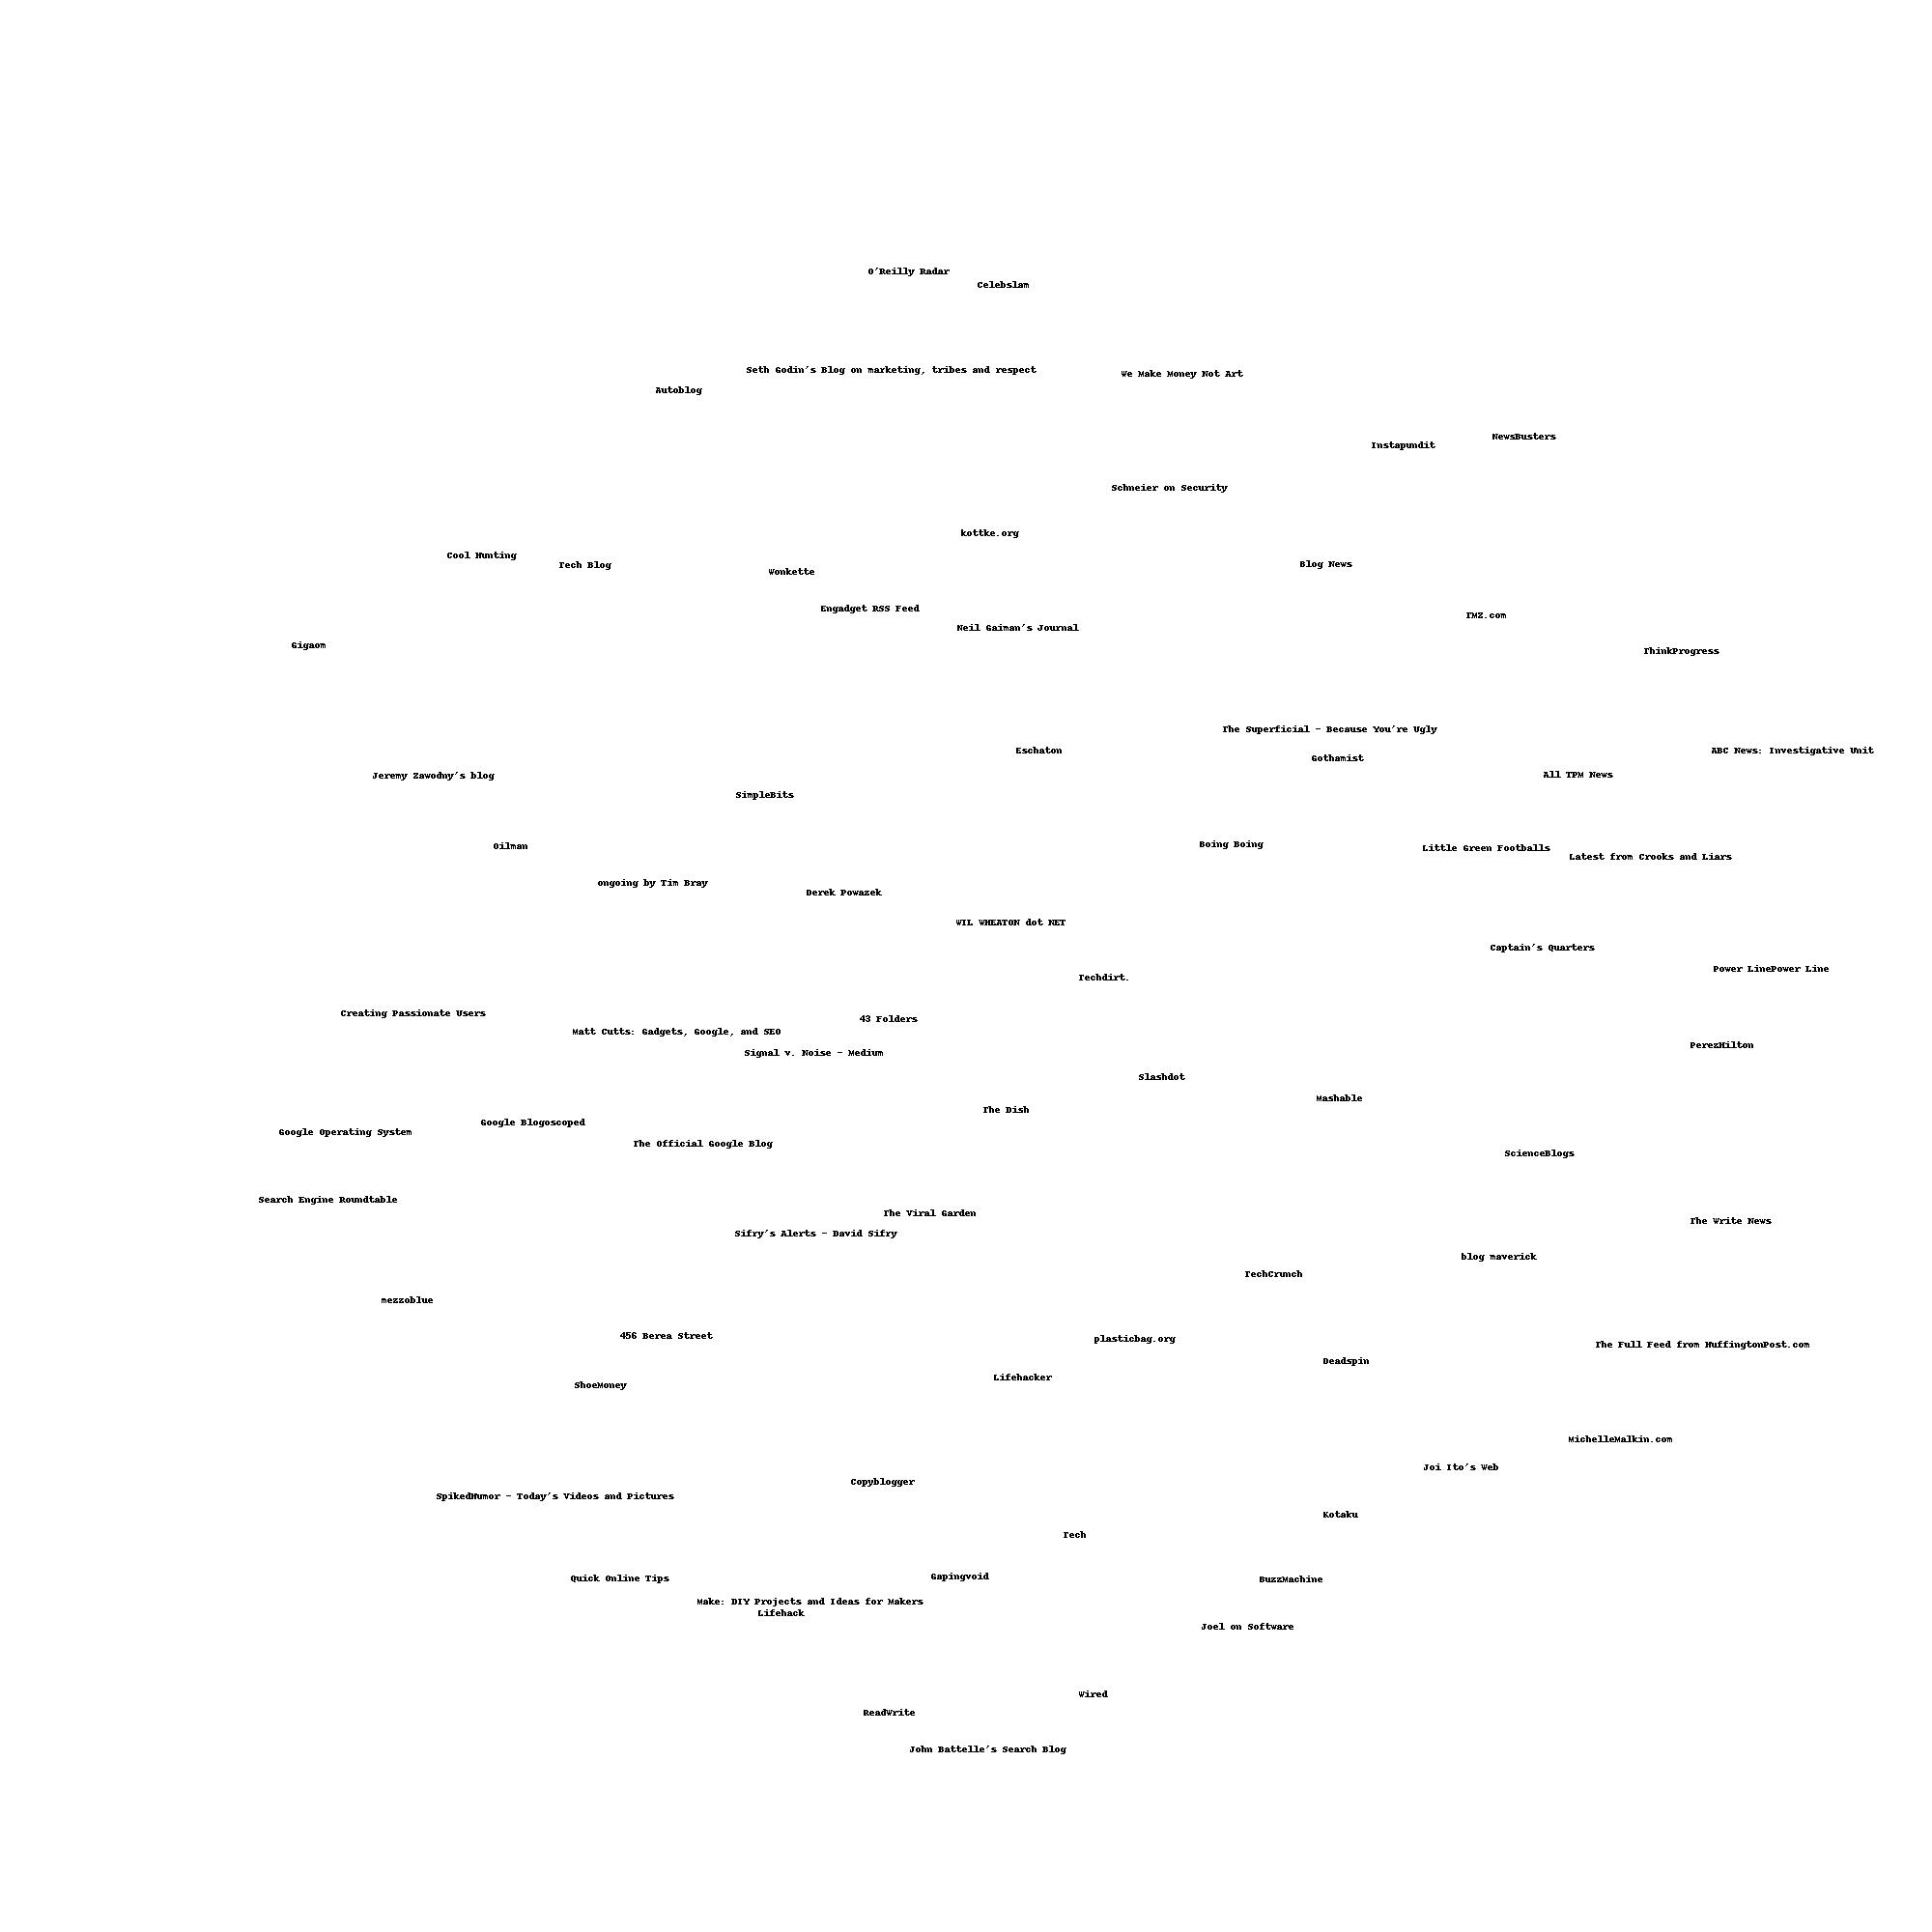 O'Reilly Radar
Celebslam
Seth Godin's Blog on marketing, tribes and respect
We Make Money Not Art
Autoblog
NewsBusters
Instapundit
Schneier on Security
kottke.org
Cool Hunting
Tech Blog
Blog News
Wonkette
Engadget RSS Feed
TMZ.com
Neil Gaiman's Journal
Gigaom
ThinkProgress
The Superficial - Because You're Ugly
Eschaton
ABC News: Investigative Unit
Gothamist
All TPM News
Jeremy Zawodny's blog
SimpleBits
Boing Boing
Oilman
Little Green Footballs
Latest from Crooks and Liars
ongoing by Tim Bray
Derek Powazek
WIL WHEATON dot NET
Captain's Quarters
Power LinePower Line
Techdirt.
Creating Passionate Users
43 Folders
Matt Cutts: Gadgets, Google, and SEO
PerezHilton
Signal v. Noise - Medium
Slashdot
Mashable
The Dish
Google Blogoscoped
Google Operating System
The Official Google Blog
ScienceBlogs
Search Engine Roundtable
The Viral Garden
The Write News
Sifry's Alerts - David Sifry
blog maverick
TechCrunch
mezzoblue
456 Berea Street
plasticbag.org
The Full Feed from HuffingtonPost.com
Deadspin
Lifehacker
ShoeMoney
MichelleMalkin.com
Joi Ito's Web
Copyblogger
SpikedHumor - Today's Videos and Pictures
Kotaku
Tech
Gapingvoid
Quick Online Tips
BuzzMachine
Make: DIY Projects and Ideas for Makers
Lifehack
Joel on Software
Wired
ReadWrite
John Battelle's Search Blog